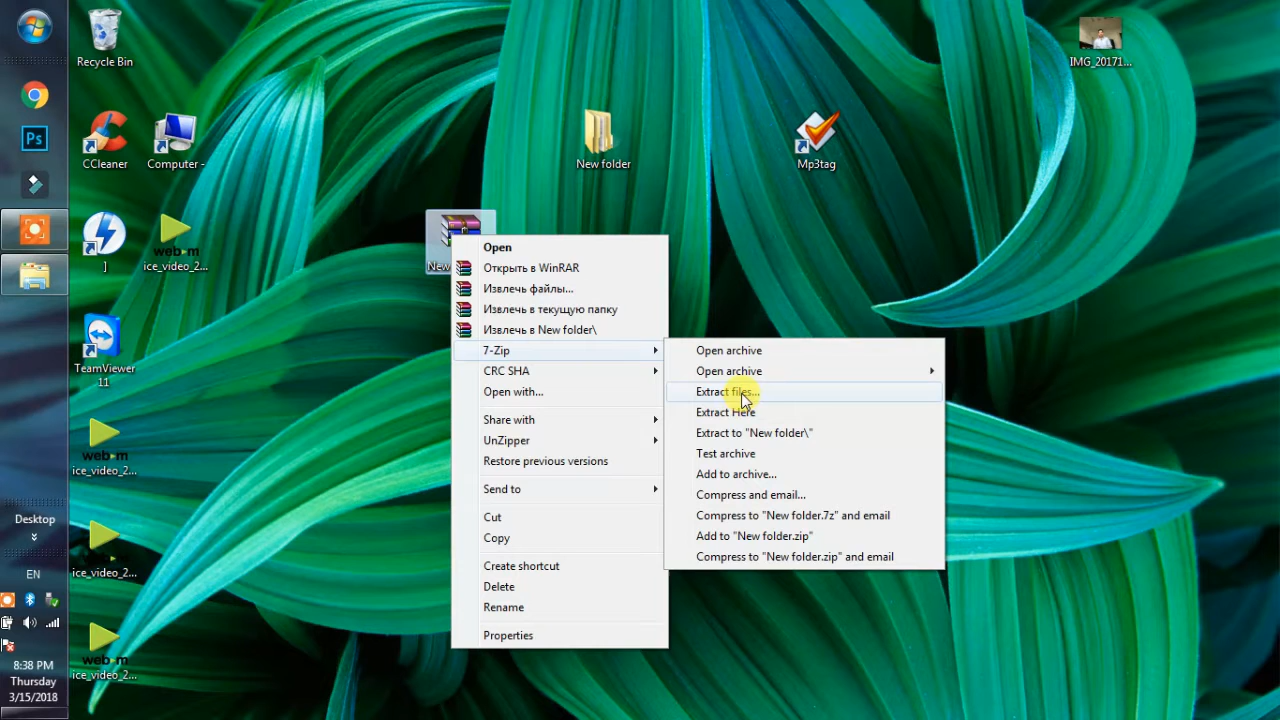 Recycle Bin
IMG_20171...
Ps
CCleaner
Computer -
New folder
Mp3tag
]
web-m
ice_video_2...
New
Open
Открыть в WinRAR
Извлечь файлы...
Извлечь в текущую папку
Извлечь в New folder\
7-Zip
CRC SHA
Open with...
Share with
UnZipper
Restore previous versions
Send to
Cut
Copy
Create shortcut
Delete
Rename
Properties
Open archive
Open archive
Extract files...
Extract Here
Extract to "New folder\"
Test archive
Add to archive...
Compress and email...
Compress to "New folder.7z" and email
Add to "New folder.zip"
Compress to "New folder.zip" and email
TeamViewer
11
ice_video_2...
ice_video_2...
web-m
ice_video_2...
Desktop
EN
8:38 PM
Thursday
3/15/2018